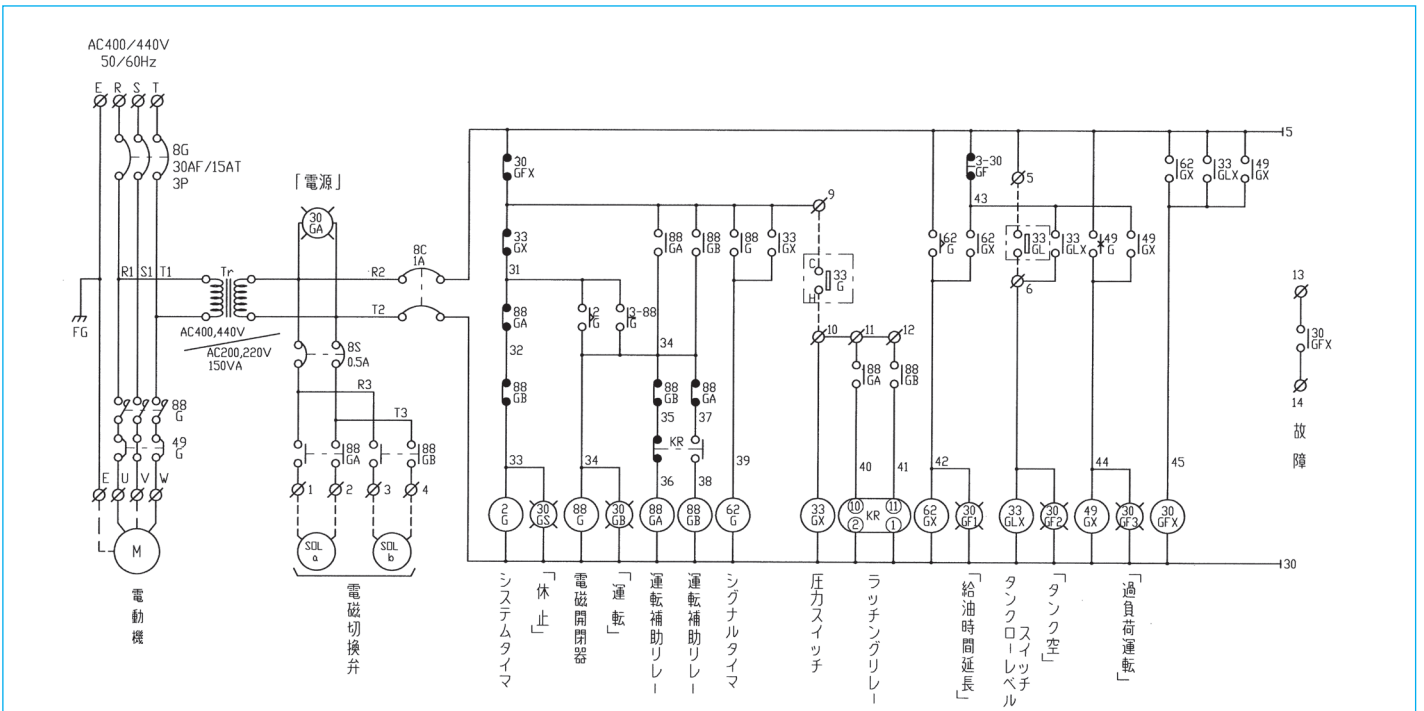 AC400/440V
50/60Hz
E R S T
8G
30AF/15AT
3P
「電源」
30
GA
R1 S1 T1
Tr
R2
T2
8C
1A
FG
AC400,440V
AC200,220V
150VA
8S
0.5A
R3
T3
88
G
49
G
88
GA
88
GB
E U V W
1 2 3 4
M
SOL
a
SOL
b
電動機
電磁切換弁
5
30
GFX
33
GX
31
88
GA
32
88
GB
33
2
G
3-88
G
34
88
GA
88
GB
88
G
33
GX
88
GB
88
GA
35
37
KR
36
38
39
34
9
C
33
G
H
10
11
12
88
GA
88
GB
40
41
3-30
GF
43
62
G
62
GX
42
5
33
GL
33
GLX
6
49
G
49
GX
44
62
GX
33
GLX
49
GX
45
13
30
GFX
14
故障
2
G
30
GS
88
G
30
GB
88
GA
88
GB
62
G
33
GX
10
2
KR
11
1
62
GX
30
GF1
33
GLX
30
GF2
49
GX
30
GF3
30
GFX
30
システムタイマ
「休止」
電磁開閉器
「運転」
運転補助リレー
運転補助リレー
シグナルタイマ
圧力スイッチ
ラッチングリレー
「給油時間延長」
タンクローレベル
スイッチ
「タンク空」
「過負荷運転」